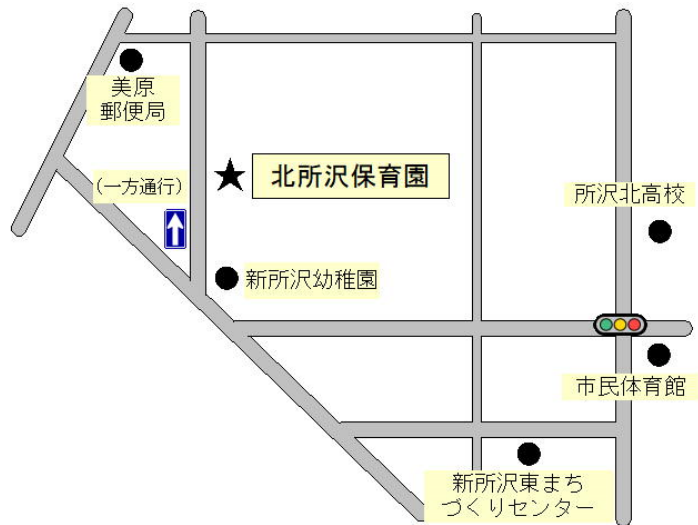 美原
郵便局
(一方通行)
北所沢保育園
所沢北高校
新所沢幼稚園
市民体育館
新所沢東まち
づくりセンター